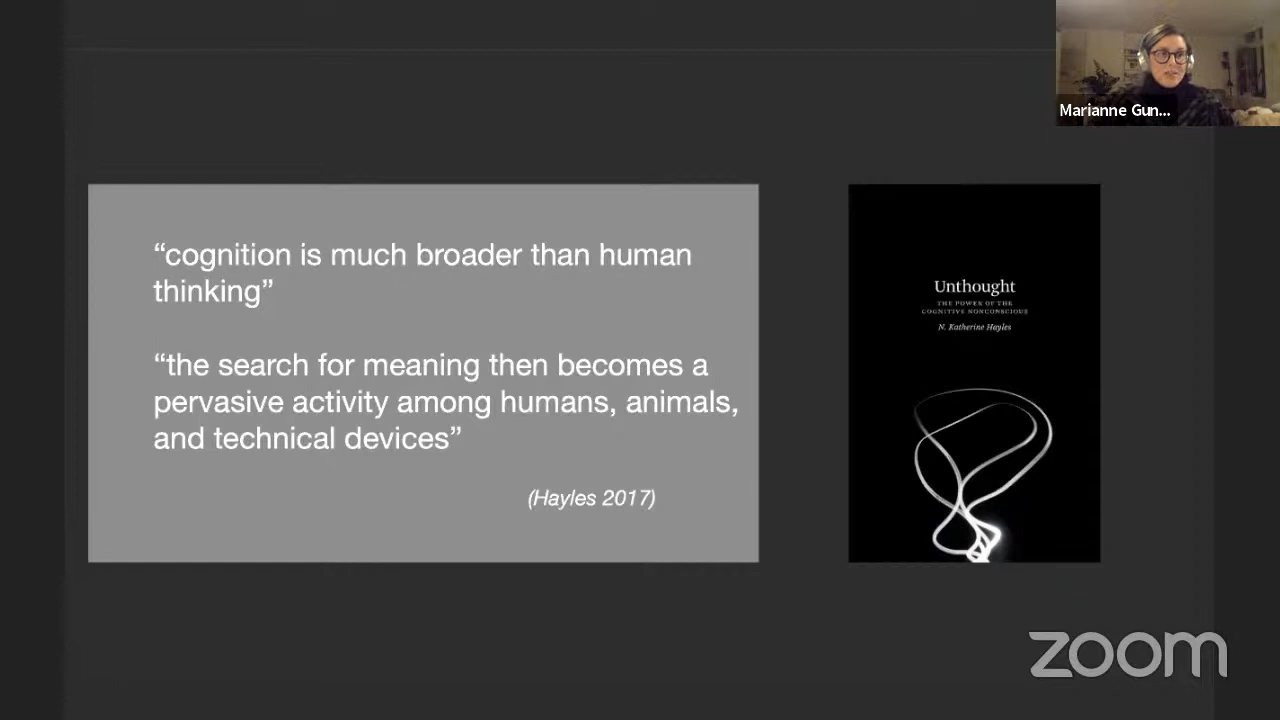 Marianne Gun...
“cognition is much broader than human
thinking”
“the search for meaning then becomes a
pervasive activity among humans, animals,
and technical devices”
(Hayles 2017)
Unthought
THE POWER OF THE
COGNITIVE NONCONSCIOUS
N. Katherine Hayles
zoom